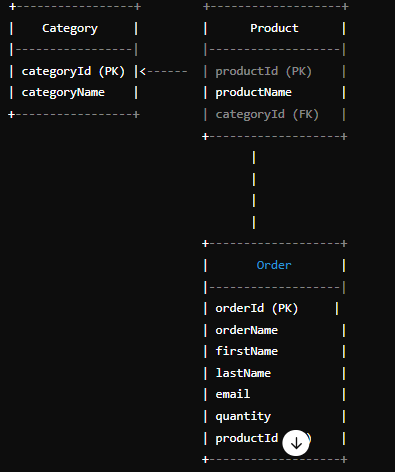 +-----------------+         +-------------------+
|    Category     |         |      Product      |
|-----------------|         |-------------------|
| categoryId (PK) |<------  | productId (PK)    |
| categoryName    |         | productName       |
+-----------------+         | categoryId (FK)   |
+-------------------+
|
|
|
|
+-------------------+
|       Order       |
|-------------------|
| orderId (PK)     |
| orderName         |
| firstName         |
| lastName          |
| email             |
| quantity          |
| productId         |
+-------------------+